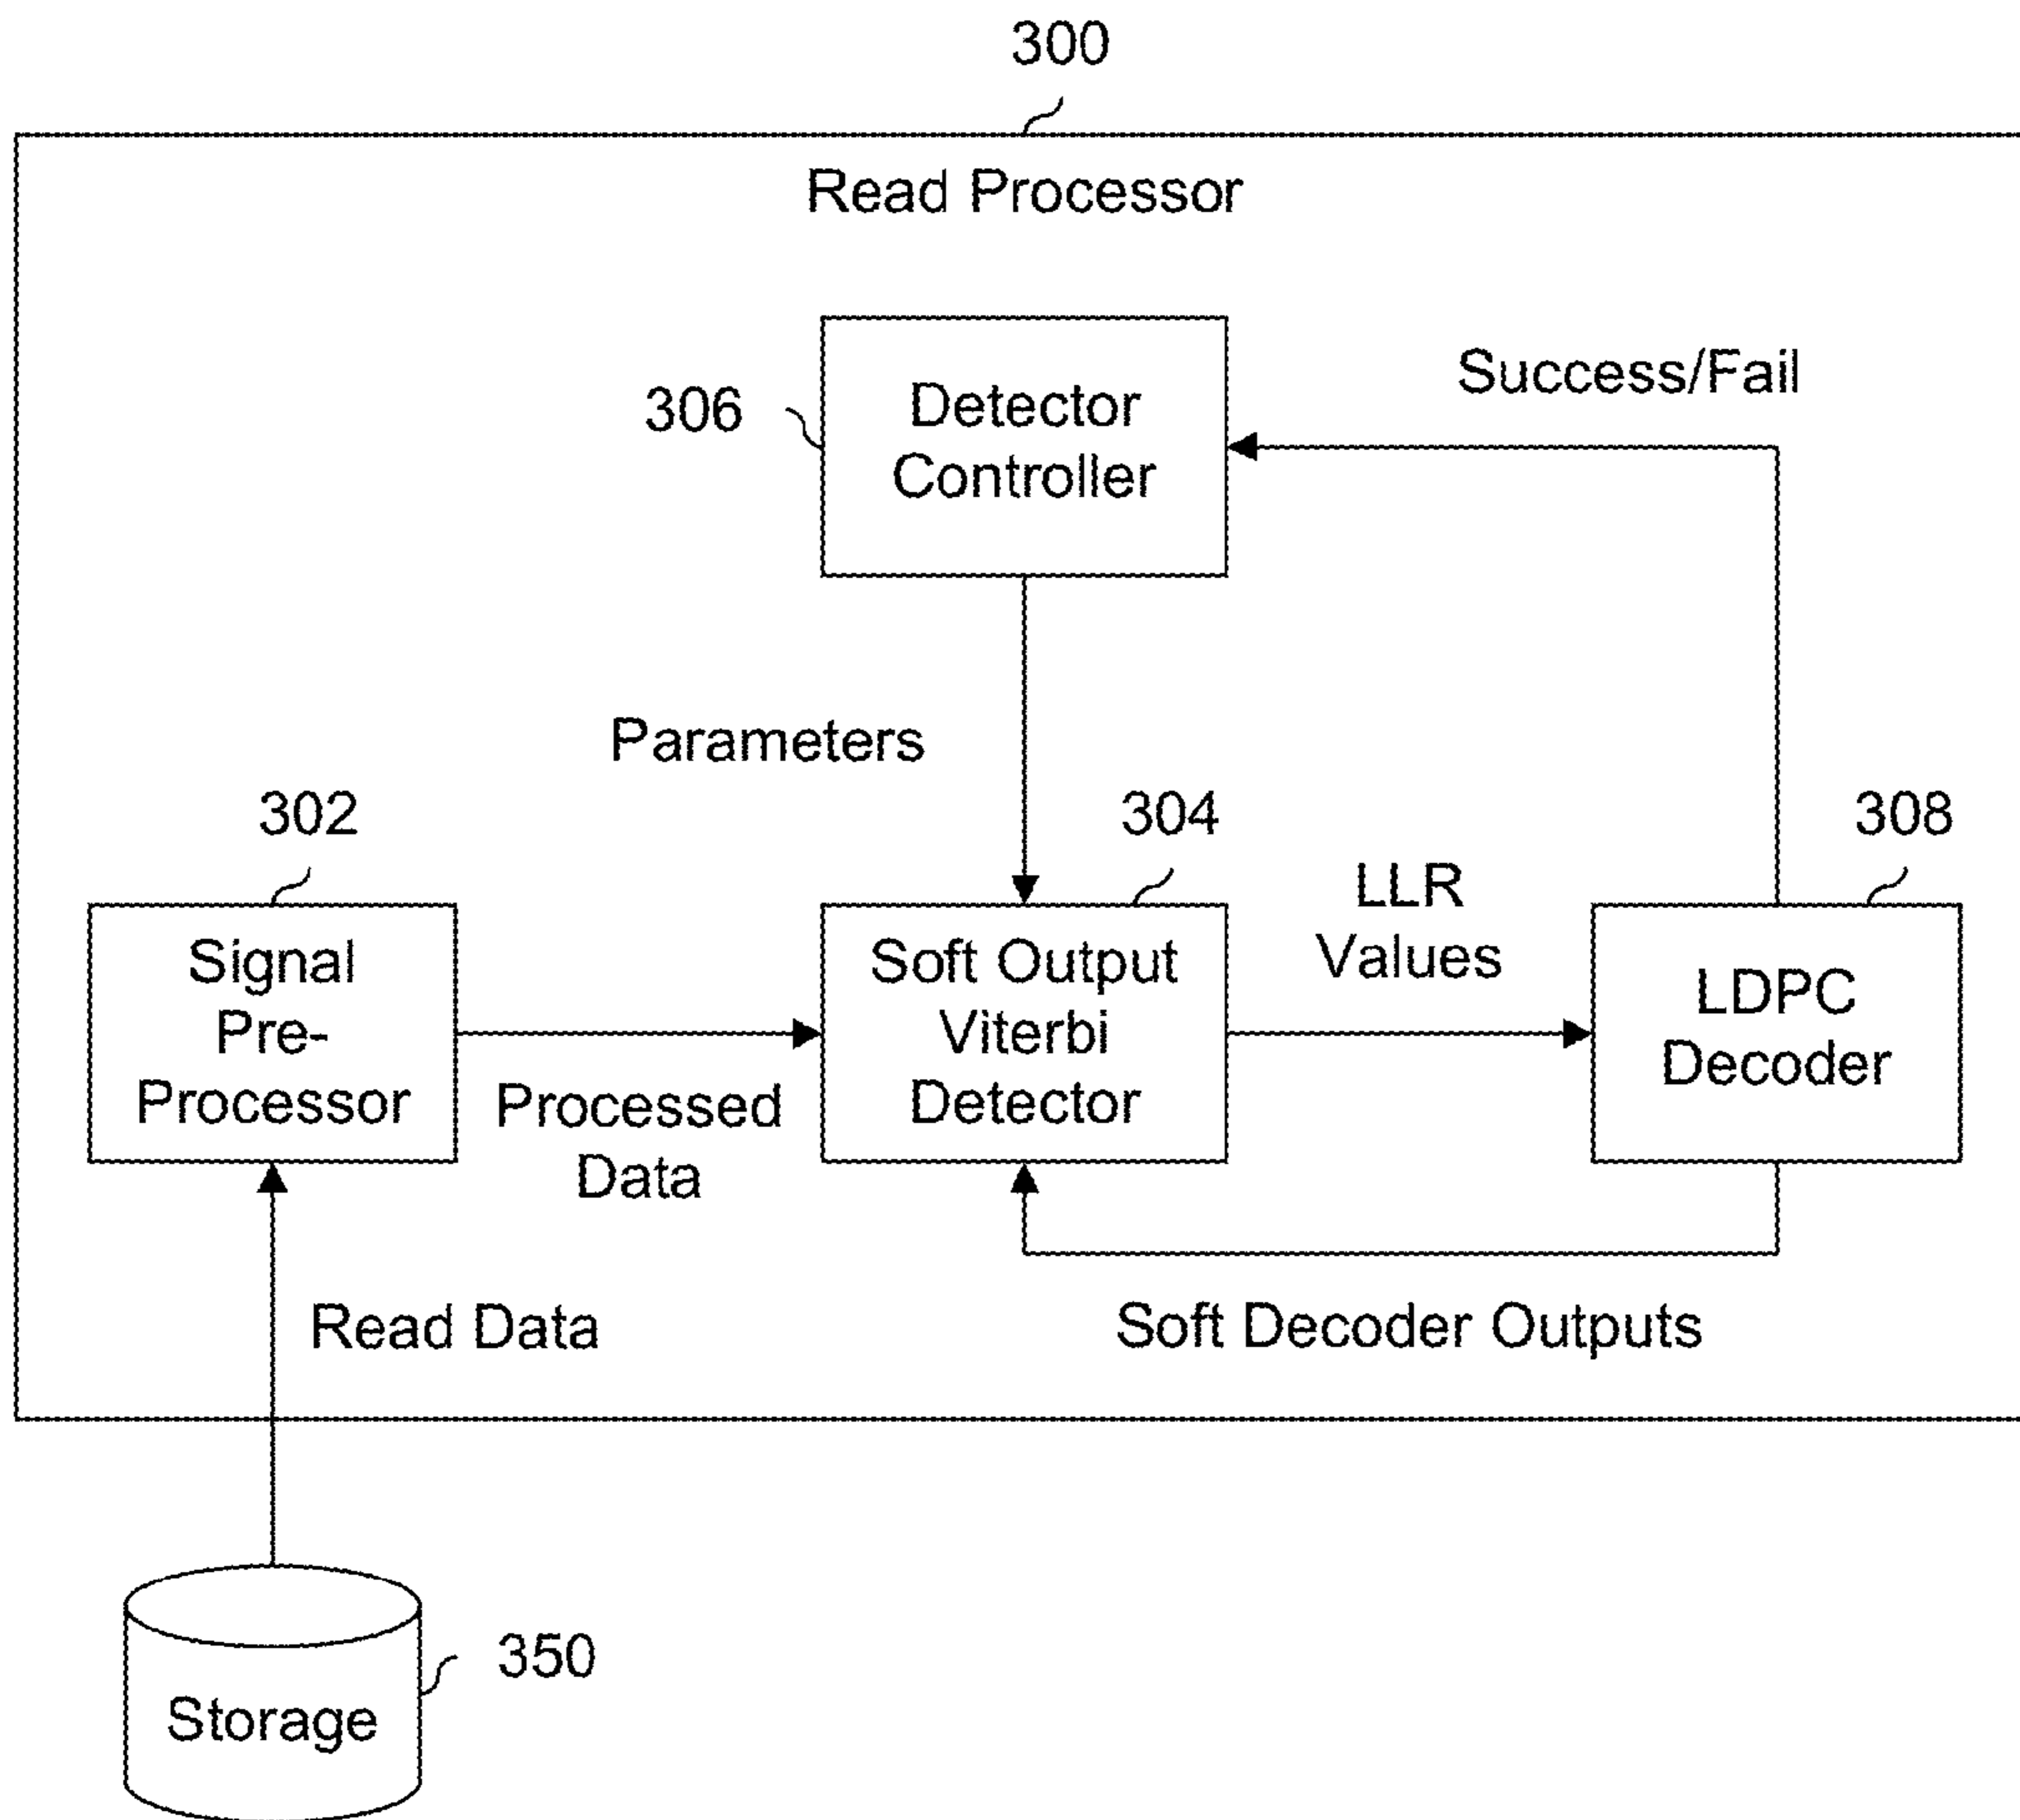 300
Read Processor
306
Detector
Controller
Success/Fail
Parameters
302
304
308
LLR
Values
Signal
Pre-
Processor
Processed
Data
Soft Output
Viterbi
Detector
LDPC
Decoder
Read Data
Soft Decoder Outputs
350
Storage